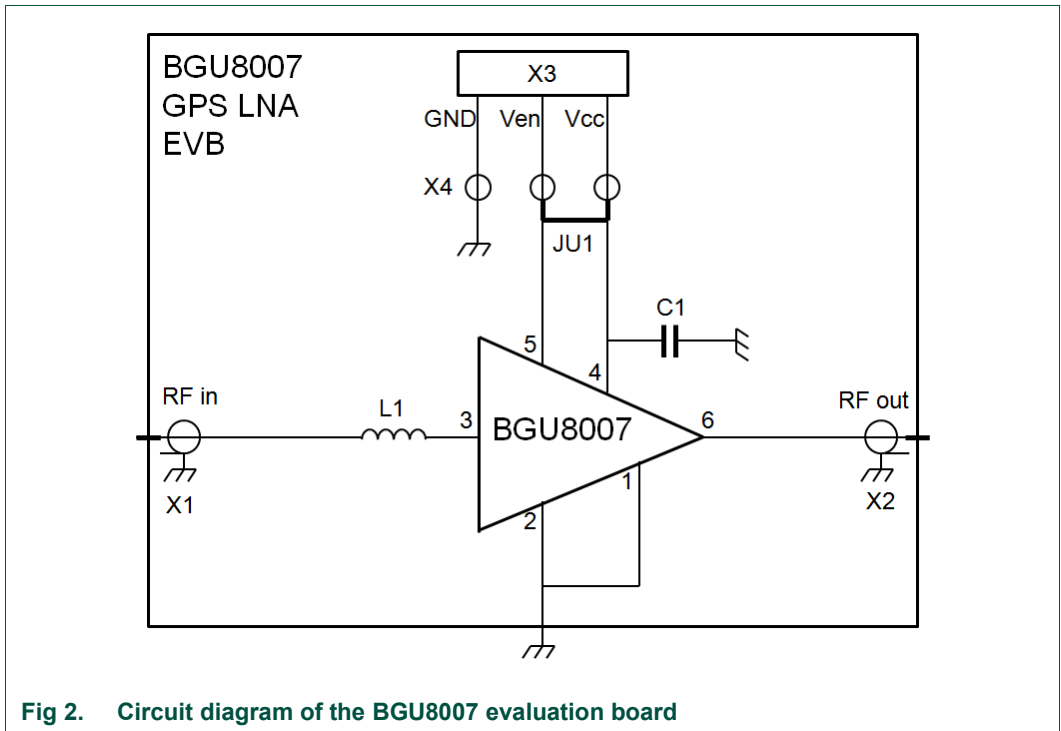 BGU8007
GPS LNA
EVB
X3
GND Ven Vcc
X4
JU1
C1
5
4
RF in
L1
3
BGU8007
6
RF out
X1
2
1
X2
Fig 2. Circuit diagram of the BGU8007 evaluation board